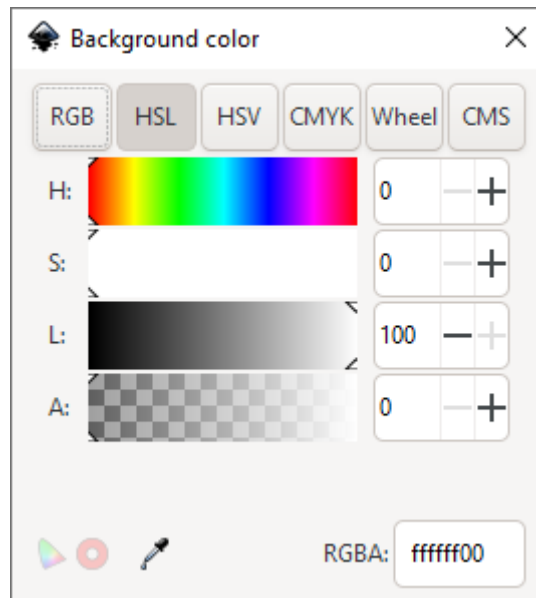 Background color
RGB HSL HSV CMYK Wheel CMS
H: 0
S: 0
L: 100
A: 0
RGBA: ffffff00